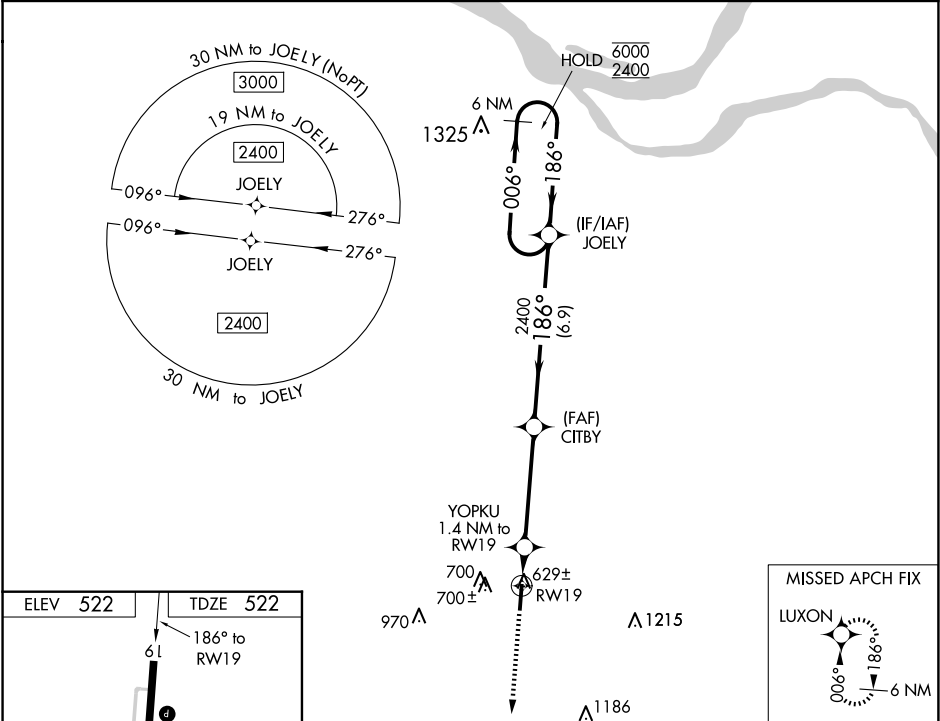 30 NM to JOELY (NoPT)
3000
19 NM to JOELY
2400
JOELY
096°
276°
096°
276°
JOELY
2400
30 NM to JOELY
HOLD
6000
2400
6 NM
1325
006°
186°
(IF/IAF)
JOELY
2400
186°
(6.9)
(FAF)
CITBY
YOPKU
1.4 NM to
RW19
700
700±
629±
RW19
970
1215
1186
ELEV 522
TDZE 522
186° to
RW19
19
P
MISSED APCH FIX
LUXON
006°
186°
6 NM